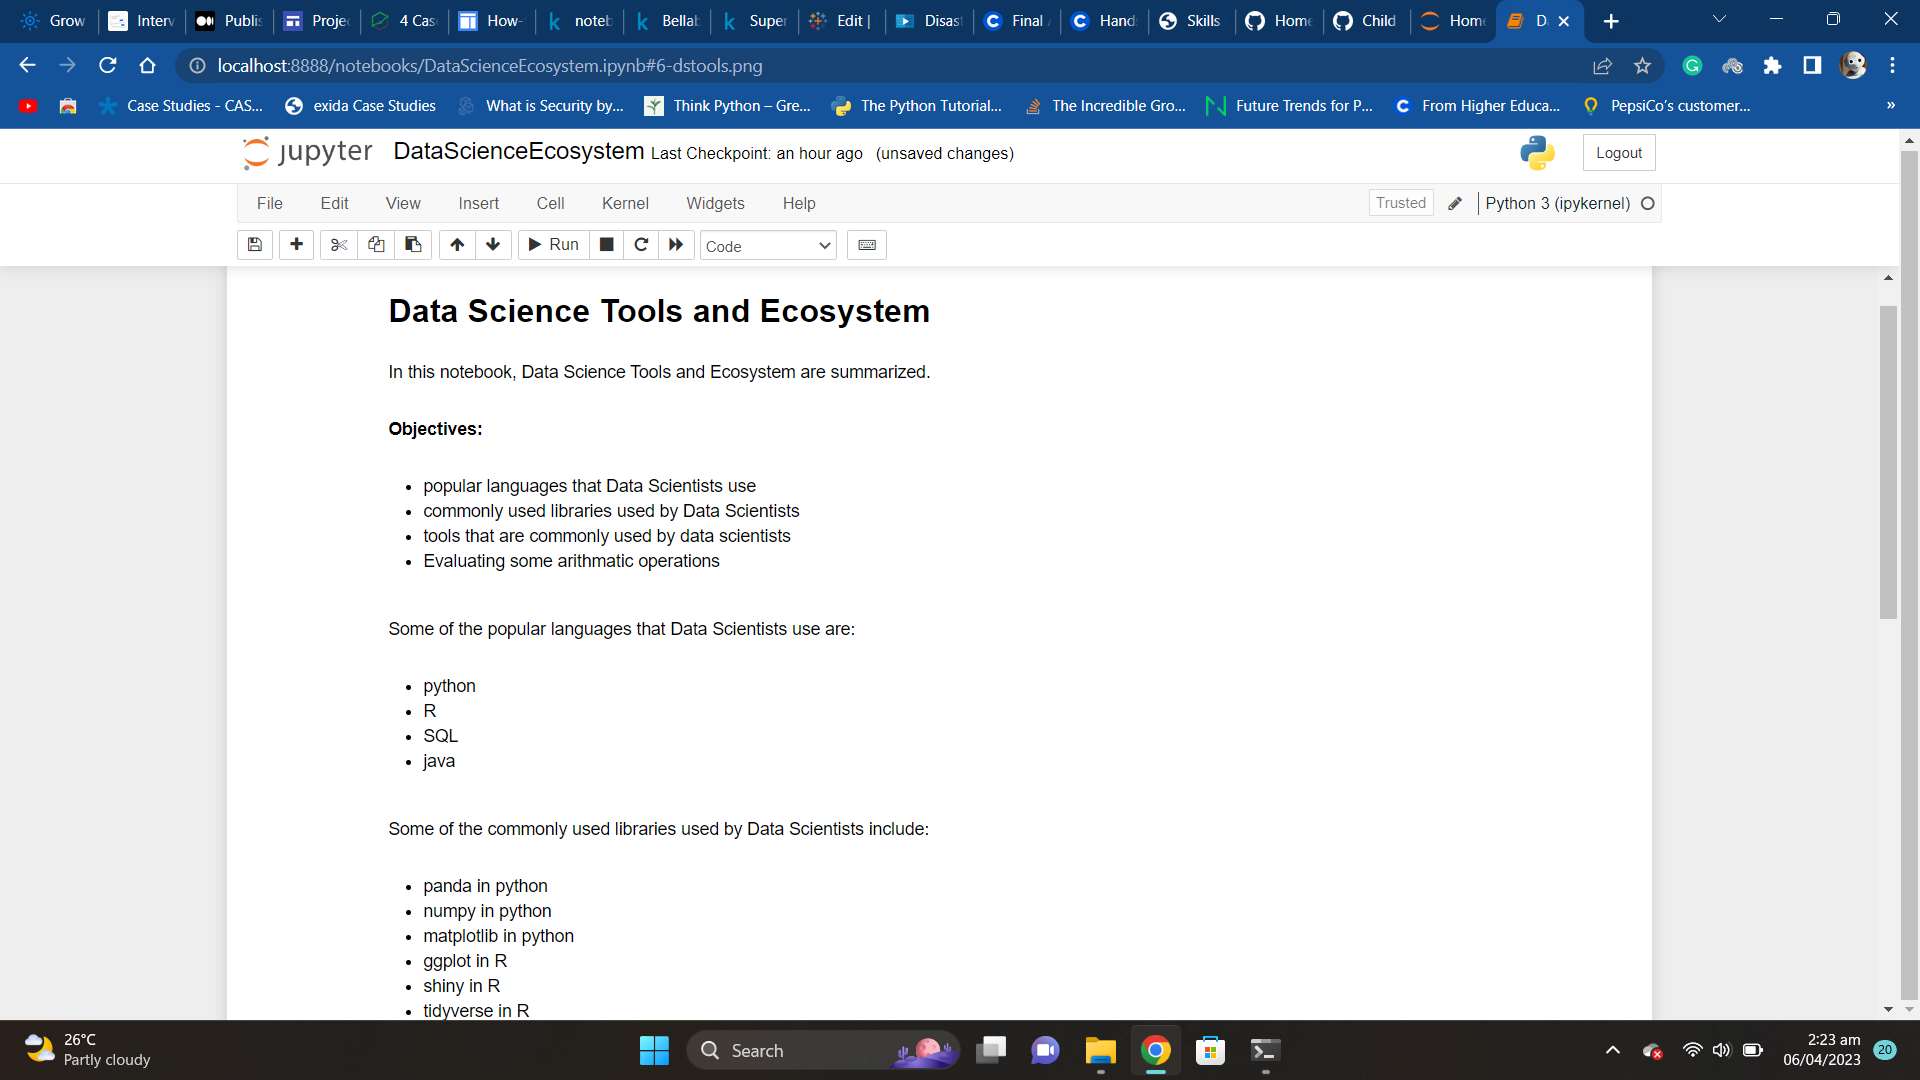 Grow
Interv
Publis
Projec
4 Cas
How-
noteb
Bellab
Super
Edit |
Disast
Final
Hands
Skills
Home
Child
Home
D
localhost:8888/notebooks/DataScienceEcosystem.ipynb#6-dstools.png
Case Studies - CAS...
exida Case Studies
What is Security by...
Think Python – Gre...
The Python Tutorial...
The Incredible Gro...
Future Trends for P...
From Higher Educa...
PepsiCo's customer...
»
jupyter DataScienceEcosystem Last Checkpoint: an hour ago (unsaved changes)
Logout
File Edit View Insert Cell Kernel Widgets Help
Trusted
Python 3 (ipykernel)
Run
Code
Data Science Tools and Ecosystem
In this notebook, Data Science Tools and Ecosystem are summarized.
Objectives:
• popular languages that Data Scientists use
• commonly used libraries used by Data Scientists
• tools that are commonly used by data scientists
• Evaluating some arithmatic operations
Some of the popular languages that Data Scientists use are:
• python
• R
• SQL
• java
Some of the commonly used libraries used by Data Scientists include:
• panda in python
• numpy in python
• matplotlib in python
• ggplot in R
• shiny in R
• tidyverse in R
26°C
Partly cloudy
Search
2:23 am
06/04/2023
20